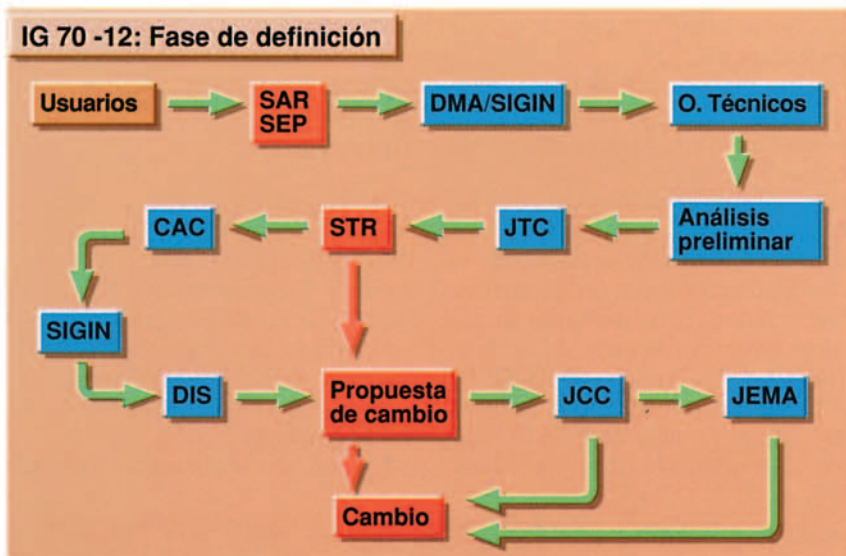 IG 70 -12: Fase de definición
Usuarios
SAR
SEP
DMA/SIGIN
O. Técnicos
CAC
STR
JTC
Análisis
preliminar
SIGIN
DIS
Propuesta
de cambio
JCC
JEMA
Cambio